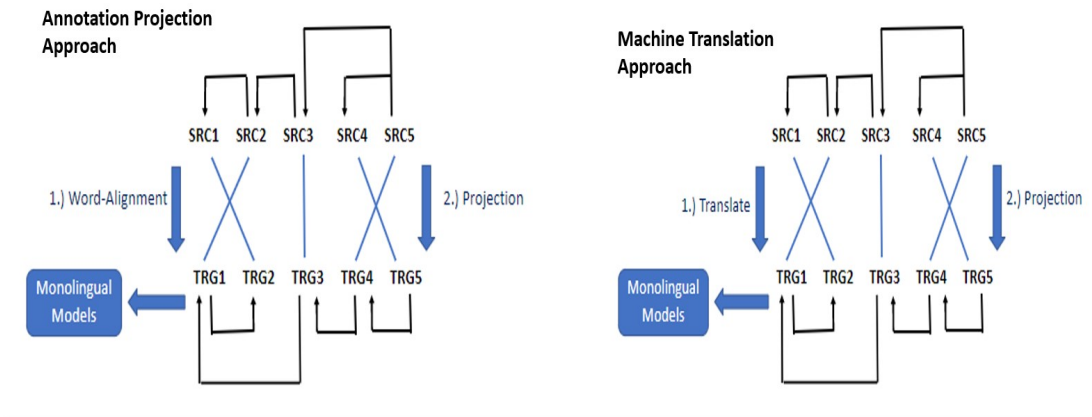 Annotation Projection
Approach
SRC1 SRC2 SRC3 SRC4 SRC5
1.) Word-Alignment
2.) Projection
TRG1 TRG2 TRG3 TRG4 TRG5
Monolingual
Models
Machine Translation
Approach
SRC1 SRC2 SRC3 SRC4 SRC5
1.) Translate
2.) Projection
TRG1 TRG2 TRG3 TRG4 TRG5
Monolingual
Models